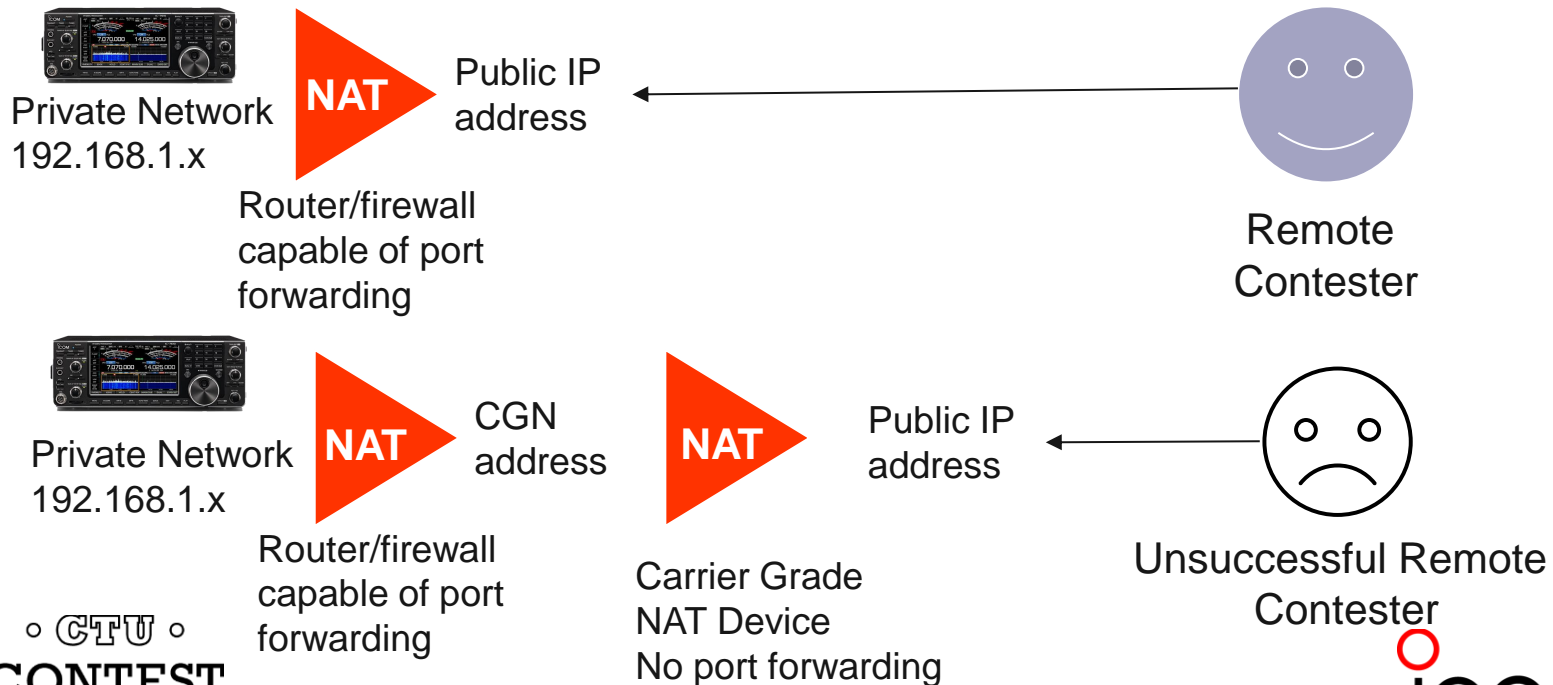 Private Network
192.168.1.x
NAT
Public IP
address
Router/firewall
capable of port
forwarding
Remote
Contester
Private Network
192.168.1.x
NAT
CGN
address
Router/firewall
capable of port
forwarding
NAT
Carrier Grade
NAT Device
No port forwarding
Public IP
address
Unsuccessful Remote
Contester
CTU
CONTEST